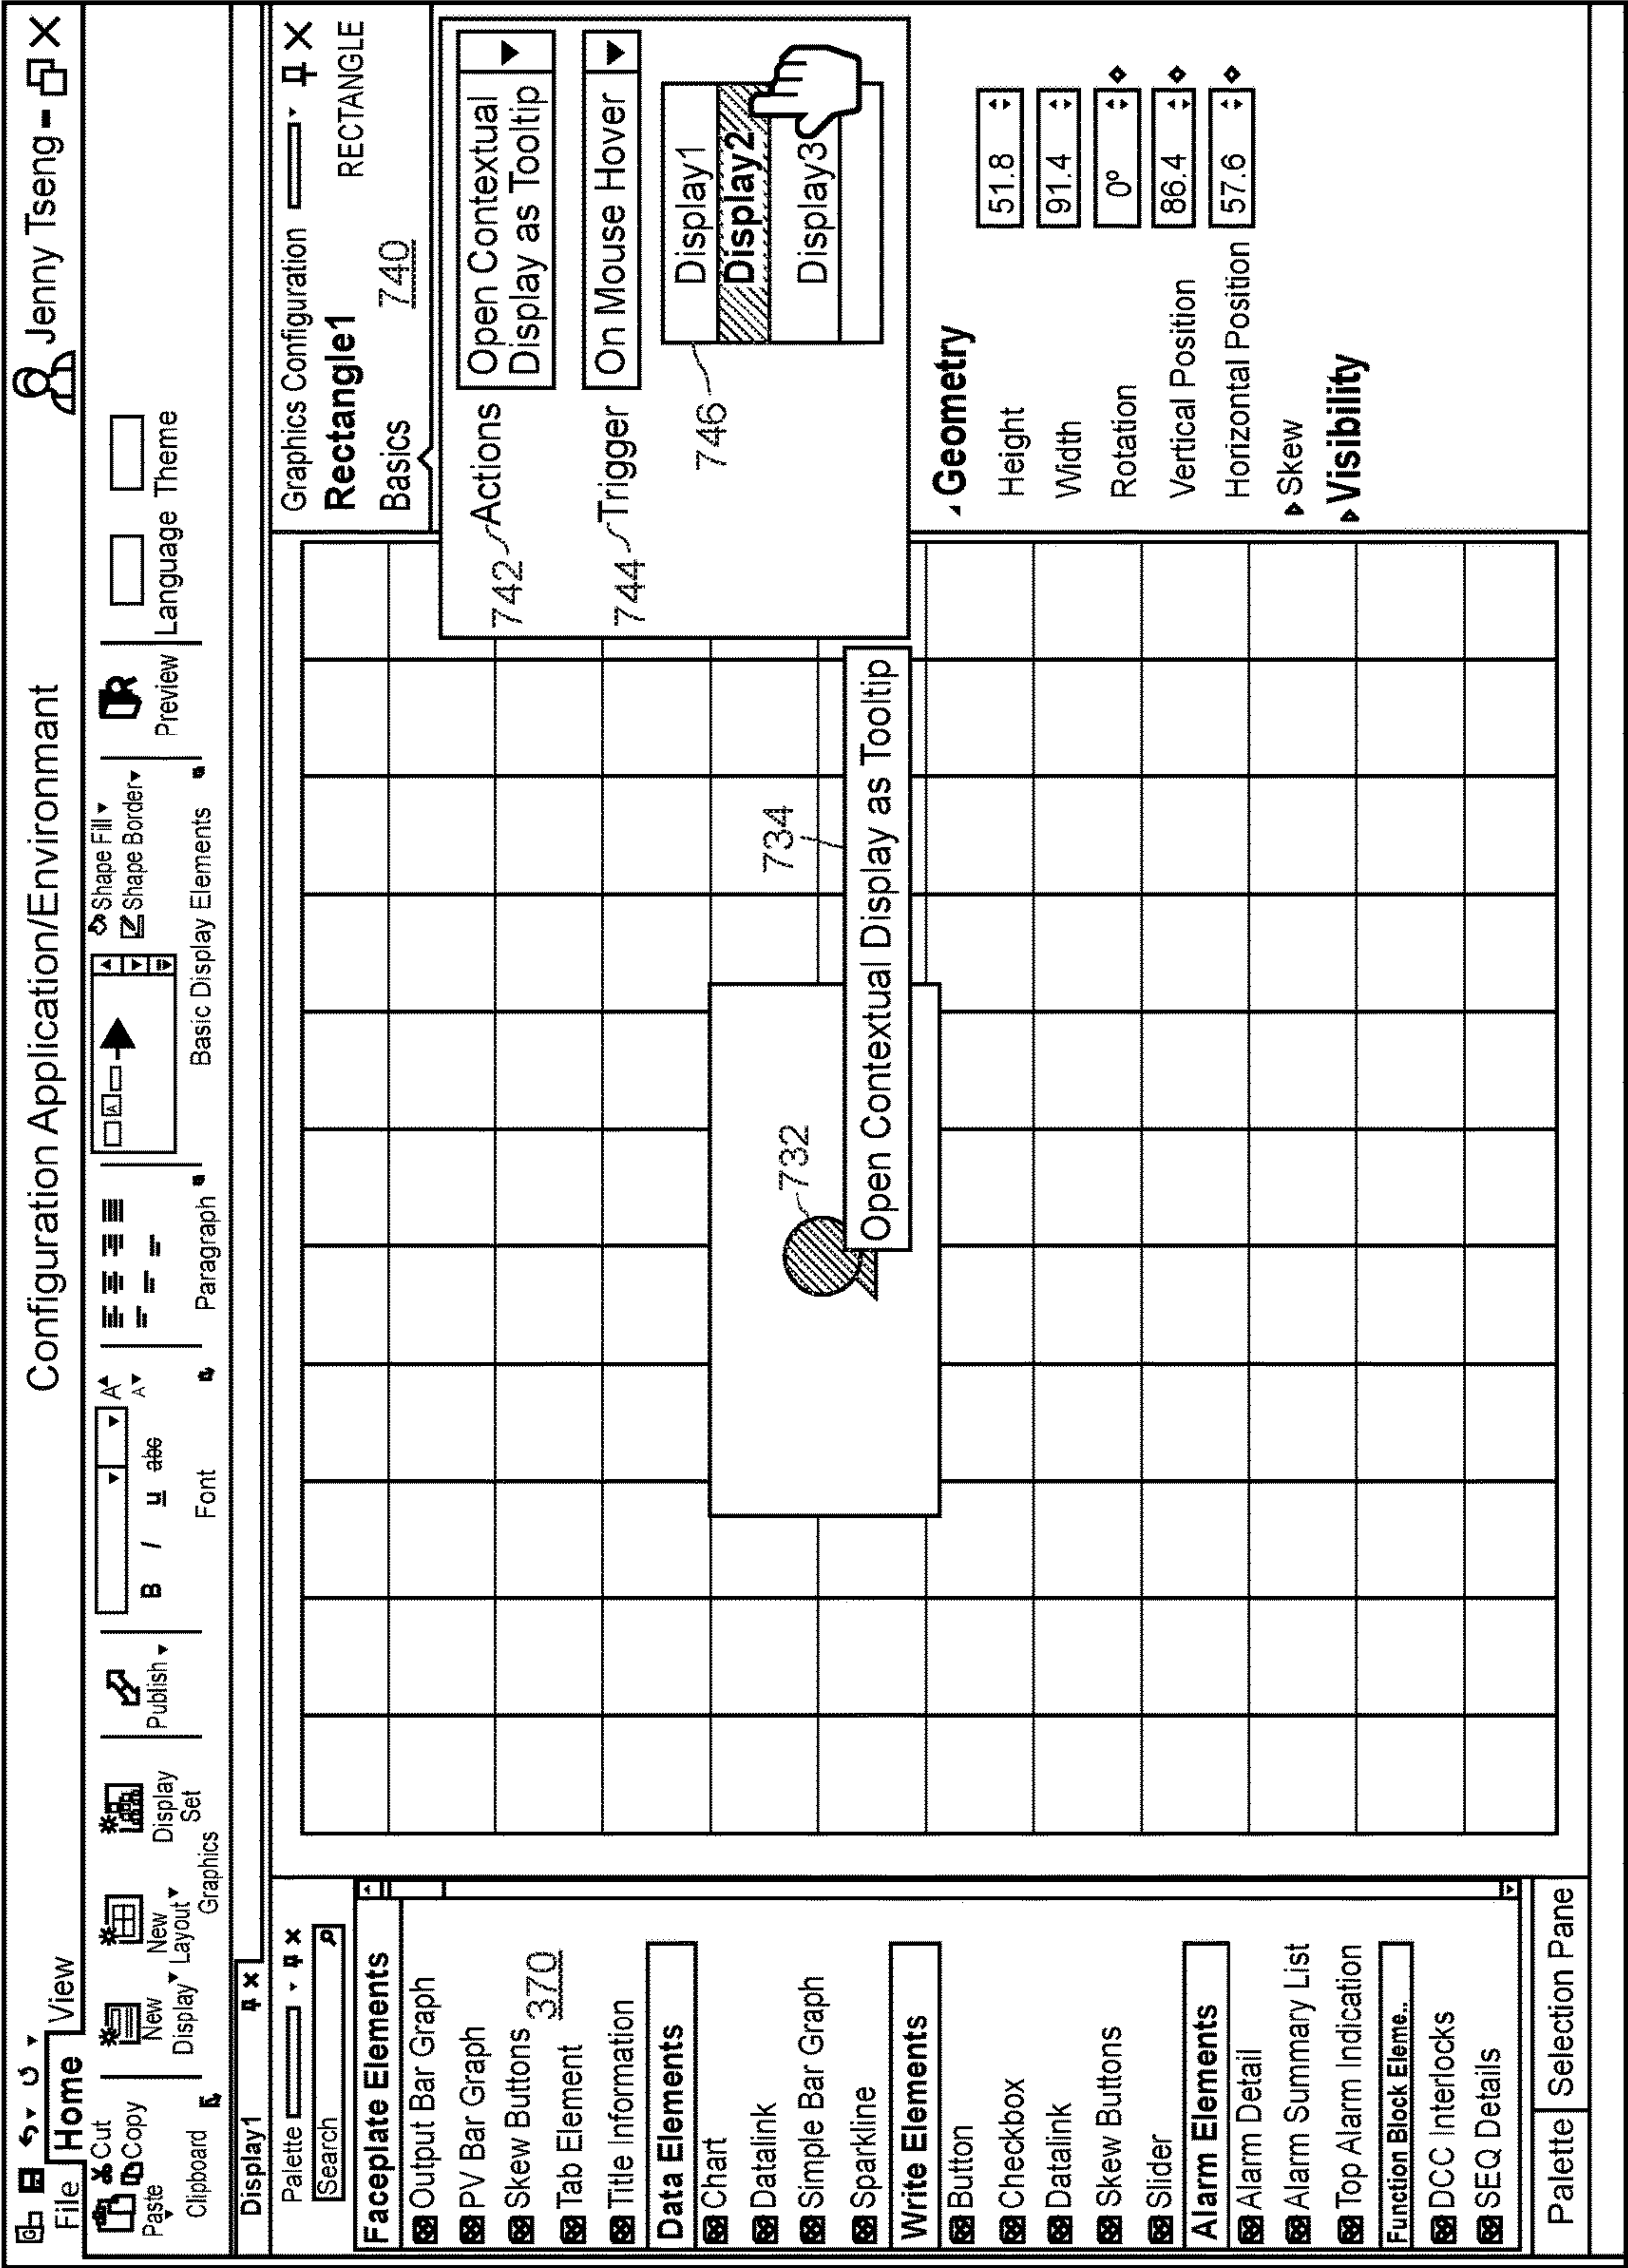 Configuration Application/Environmant
Jenny Tseng
File Home View
Cut
Copy
Paste
Clipboard
New
Display
New
Layout
Display
Set
Graphics
Publish
B I u abc
A A
Font
Paragraph
A
Shape Fill
Shape Border
Basic Display Elements
Preview
Language Theme
Display1
Palette
Search
Faceplate Elements
Output Bar Graph
PV Bar Graph
Skew Buttons
370
Tab Element
Title Information
Data Elements
Chart
Datalink
Simple Bar Graph
Sparkline
Write Elements
Button
Checkbox
Datalink
Skew Buttons
Slider
Alarm Elements
Alarm Detail
Alarm Summary List
Top Alarm Indication
Function Block Eleme..
DCC Interlocks
SEQ Details
Palette Selection Pane
732
734
Open Contextual Display as Tooltip
Graphics Configuration
Rectangle1 RECTANGLE
Basics 740
742 Actions Open Contextual
Display as Tooltip
744 Trigger On Mouse Hover
746
Display1
Display2
Display3
Geometry
Height 51.8
Width 91.4
Rotation 0°
Vertical Position 86.4
Horizontal Position 57.6
Skew
Visibility